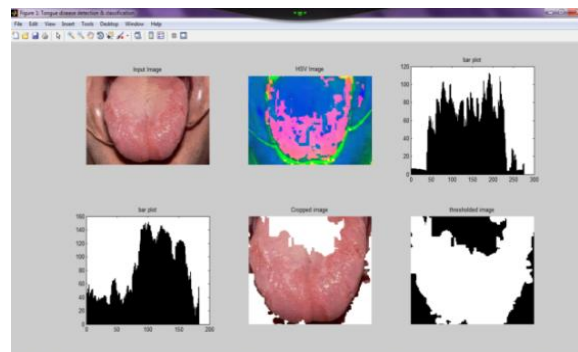 Figure 1: Tongue disease detection & classification
File Edit View Insert Tools Desktop Window Help
Input Image
HSV Image
bar plot
120
100
80
60
40
20
0
0 50 100 150 200 250 300
bar plot
160
140
120
100
80
60
40
20
0
0 50 100 150 200
Cropped image
thresholded image